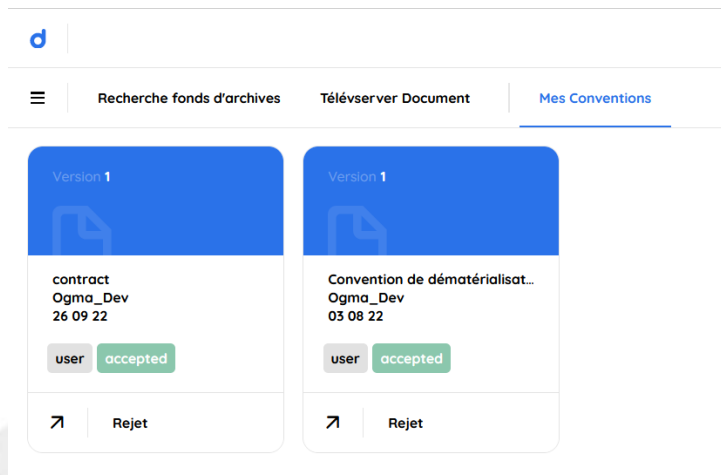 d
Recherche fonds d'archives Télévserver Document Mes Conventions
Version 1
contract
Ogma_Dev
26 09 22
user accepted
Rejet
Version 1
Convention de dématérialisat...
Ogma_Dev
03 08 22
user accepted
Rejet